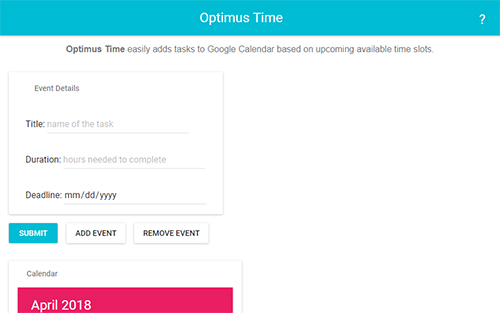 Optimus Time
?
Optimus Time easily adds tasks to Google Calendar based on upcoming available time slots.
Event Details
Title: name of the task
Duration: hours needed to complete
Deadline: mm/dd/yyyy
SUBMIT ADD EVENT REMOVE EVENT
Calendar
April 2018